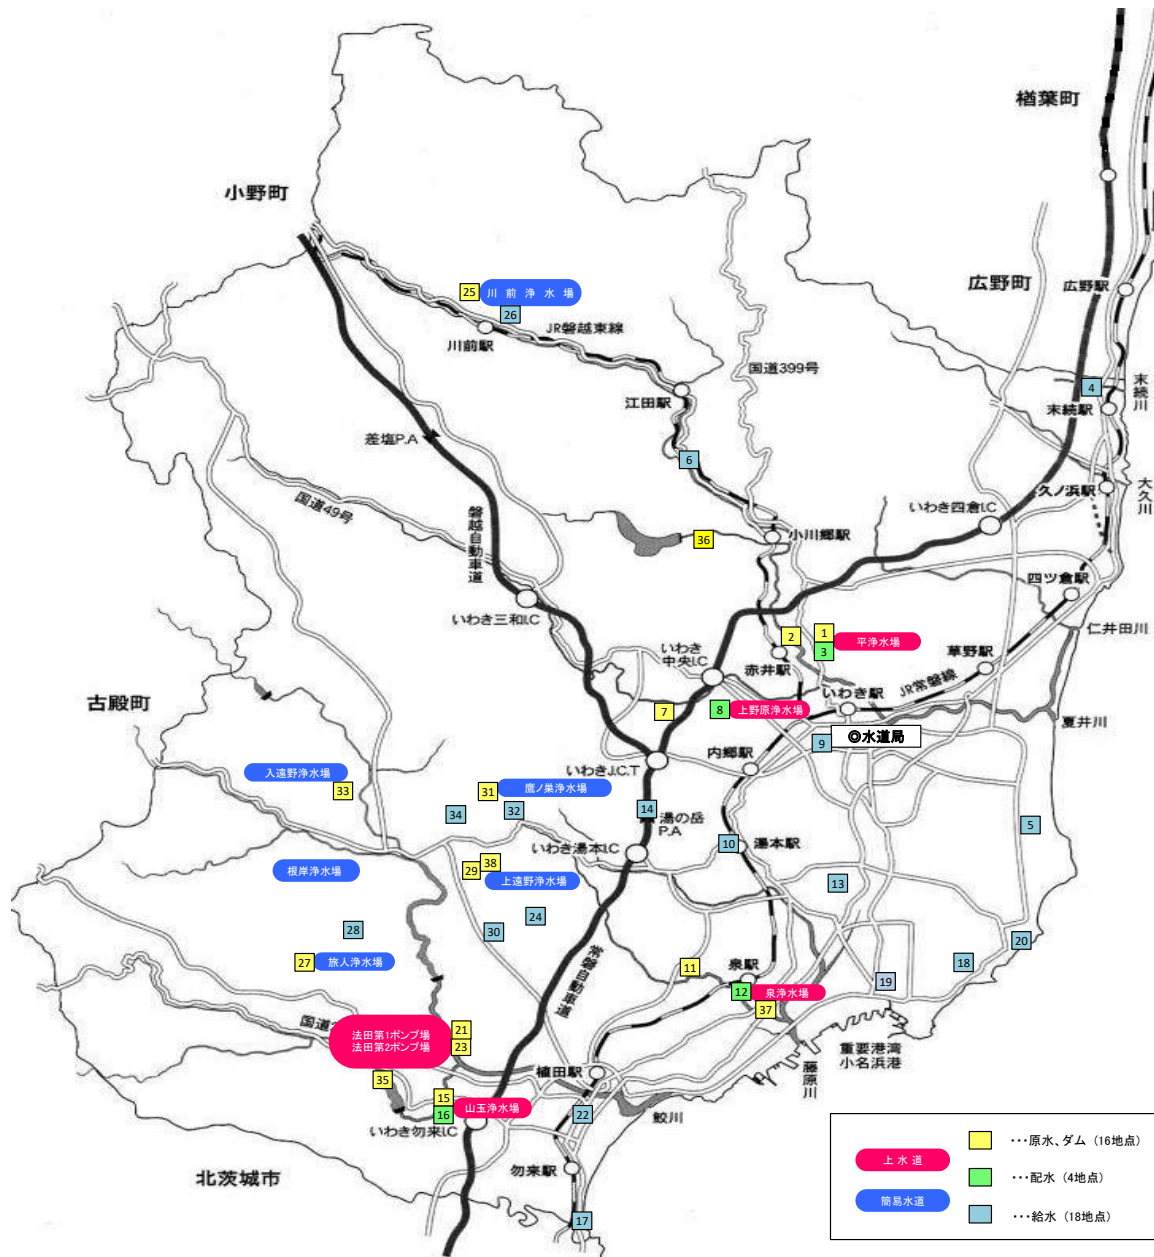 楢葉町
小野町
広野町
広野駅
25
川前浄水場
26
JR磐越東線
川前駅
国道399号
江田駅
4
末続川
末続駅
差塩P.A
6
久ノ浜駅
大久川
国道49号
磐越自動車道
いわき四倉I.C
小川郷駅
36
四ツ倉駅
いわき三和I.C
仁井田川
1
2
3
平浄水場
赤井駅
いわき中央I.C
草野駅
JR常磐線
いわき駅
古殿町
7
8
上野原浄水場
夏井川
9
◎水道局
内郷駅
いわきJ.C.T
入遠野浄水場
33
31
鷹ノ巣浄水場
32
34
14
湯の岳P.A
5
いわき湯本I.C
10
湯本駅
38
29
上遠野浄水場
根岸浄水場
13
24
28
30
20
27
旅人浄水場
常磐自動車道
11
泉駅
18
12
泉浄水場
19
37
国道
法田第1ポンプ場
法田第2ポンプ場
21
23
重要港湾
小名浜港
藤原川
植田駅
35
15
16
山玉浄水場
22
鮫川
いわき勿来I.C
勿来駅
北茨城市
17
上水道
簡易水道
･･･原水、ダム（16地点）
･･･配水（4地点）
･･･給水（18地点）